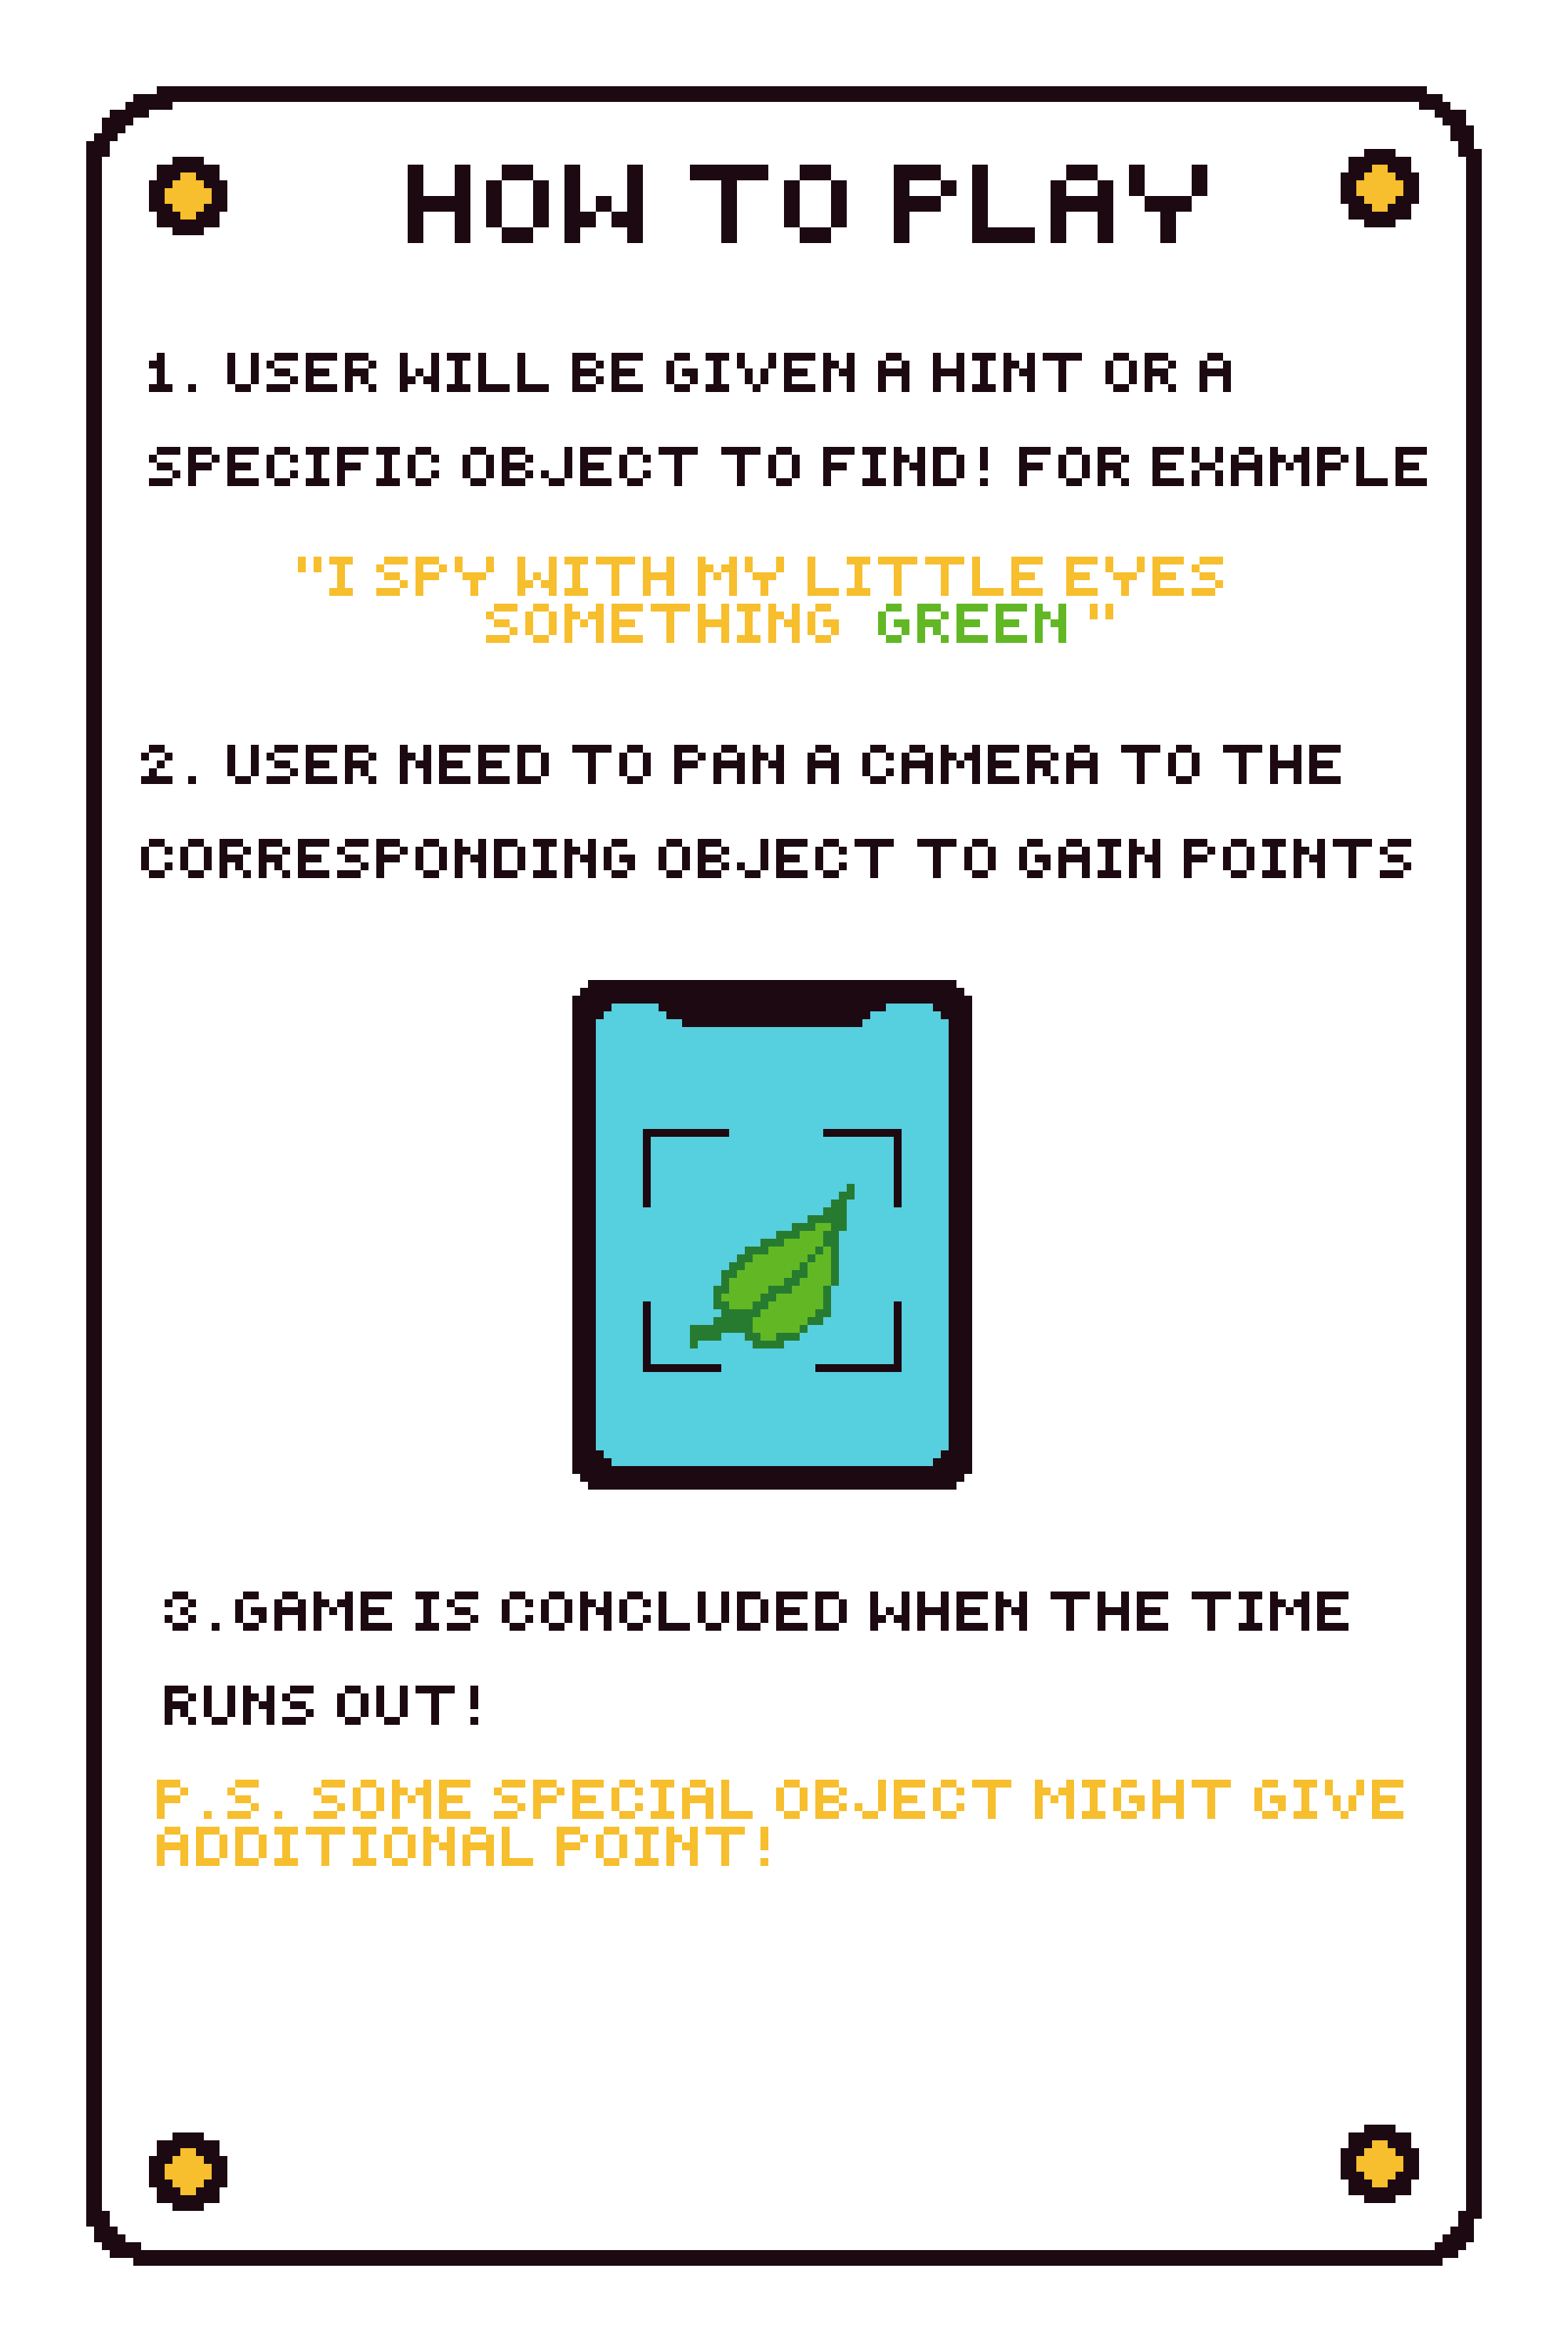 HOW TO PLAY
1. USER WILL BE GIVEN A HINT OR A
SPECIFIC OBJECT TO FIND! FOR EXAMPLE
"I SPY WITH MY LITTLE EYES
SOMETHING GREEN"
2. USER NEED TO PAN A CAMERA TO THE
CORRESPONDING OBJECT TO GAIN POINTS
3.GAME IS CONCLUDED WHEN THE TIME
RUNS OUT!
P.S. SOME SPECIAL OBJECT MIGHT GIVE
ADDITIONAL POINT!